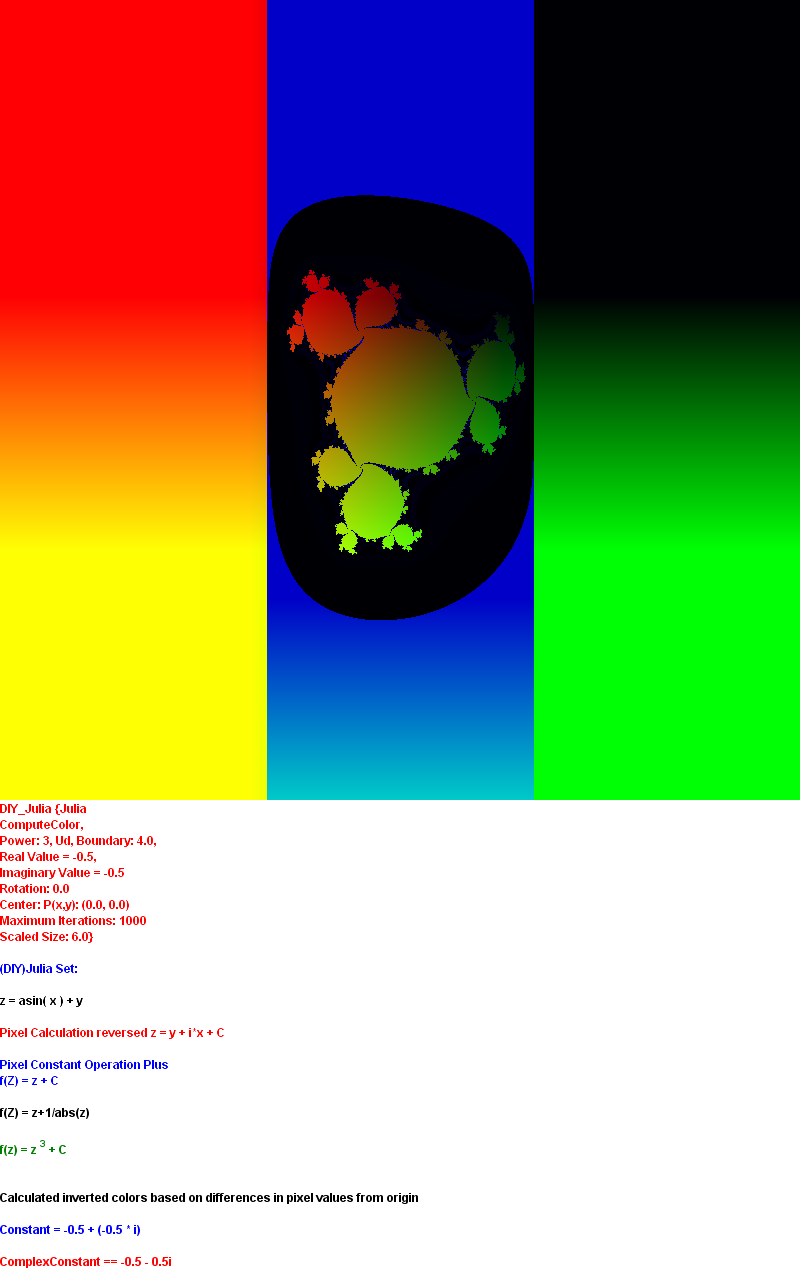 DIY_Julia {Julia
ComputeColor,
Power: 3, Ud, Boundary: 4.0,
Real Value = -0.5,
Imaginary Value = -0.5
Rotation: 0.0
Center: P(x,y): (0.0, 0.0)
Maximum Iterations: 1000
Scaled Size: 6.0}
(DIY)Julia Set:
z = asin( x ) + y
Pixel Calculation reversed z = y + i*x + C
Pixel Constant Operation Plus
f(Z) = z + C
f(Z) = z+1/abs(z)
f(z) = z 3 + C
Calculated inverted colors based on differences in pixel values from origin
Constant = -0.5 + (-0.5 * i)
ComplexConstant == -0.5 - 0.5i